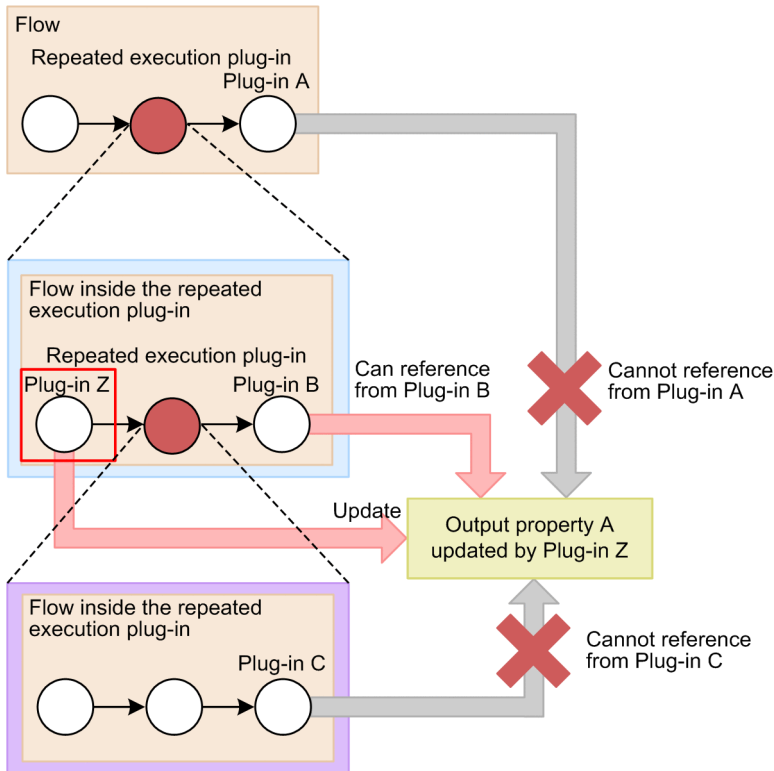 Flow
Repeated execution plug-in
Plug-in A
Flow inside the repeated
execution plug-in
Repeated execution plug-in
Plug-in Z
Plug-in B
Can reference
from Plug-in B
Cannot reference
from Plug-in A
Update
Output property A
updated by Plug-in Z
Flow inside the repeated
execution plug-in
Plug-in C
Cannot reference
from Plug-in C